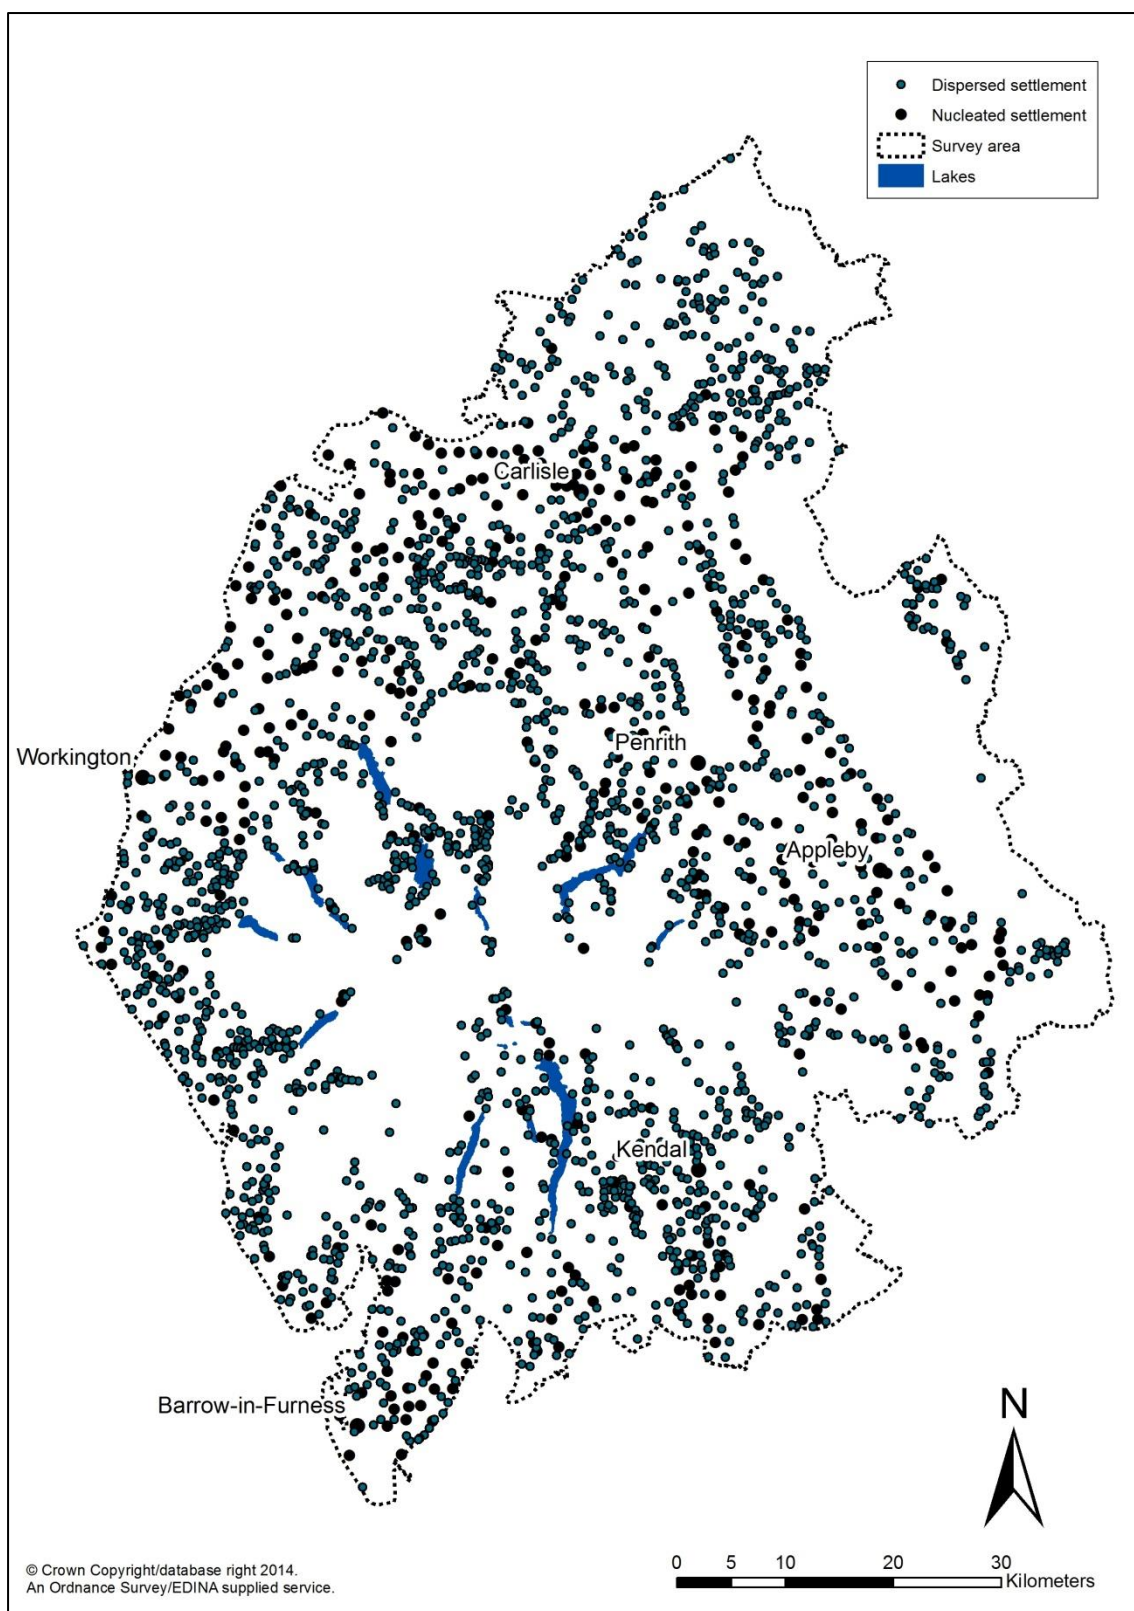 Dispersed settlement
Nucleated settlement
Survey area
Lakes
Carlisle
Workington
Penrith
Appleby
Kendal
Barrow-in-Furness
N
0 5 10 20 30
Kilometers
© Crown Copyright/database right 2014.
An Ordnance Survey/EDINA supplied service.